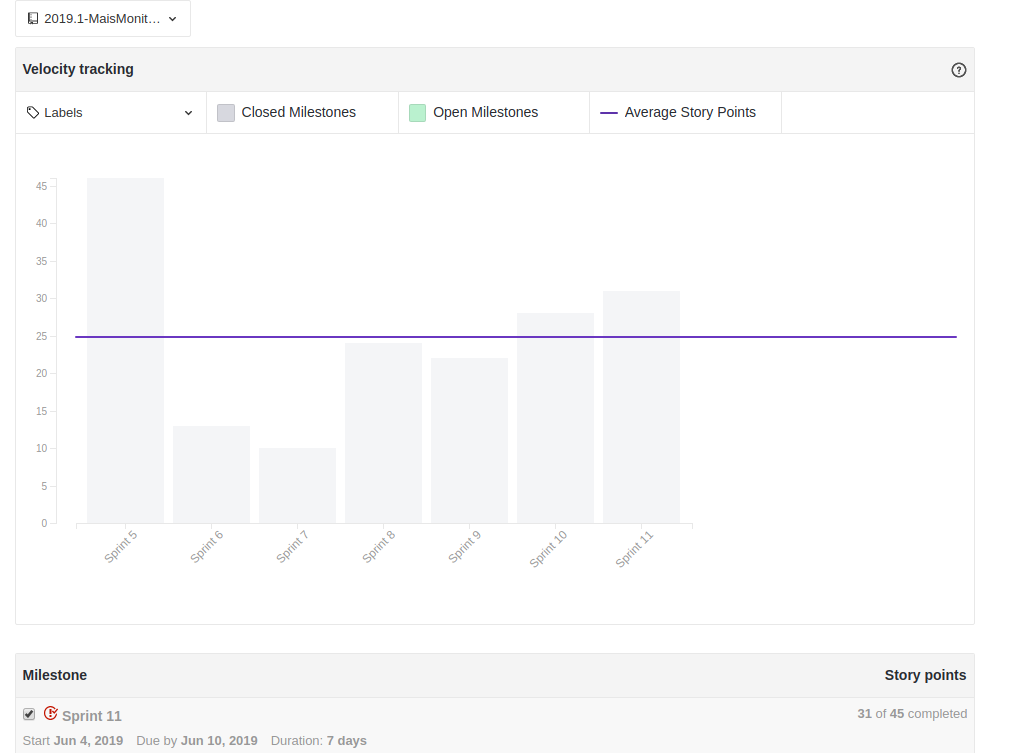 2019.1-MaisMonit…
Velocity tracking
Labels
Closed Milestones
Open Milestones
Average Story Points
45
40
35
30
25
20
15
10
5
0
Sprint 5
Sprint 6
Sprint 7
Sprint 8
Sprint 9
Sprint 10
Sprint 11
Milestone Story points
Sprint 11 31 of 45 completed
Start Jun 4, 2019 Due by Jun 10, 2019 Duration: 7 days